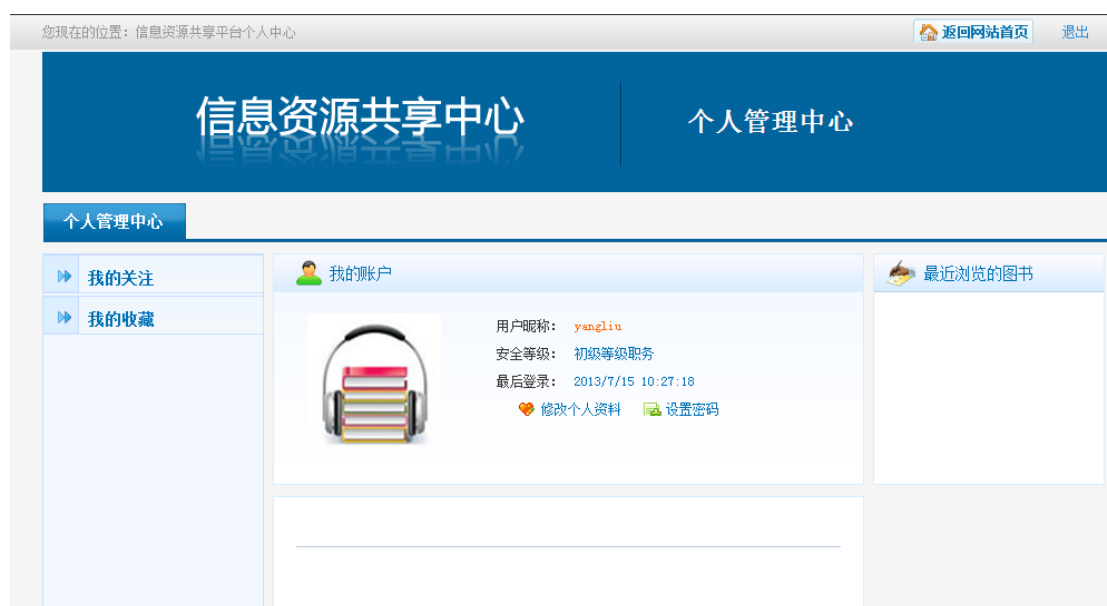 您现在的位置：信息资源共享平台个人中心
返回网站首页 退出
信息资源共享中心 个人管理中心
个人管理中心
我的关注
我的收藏
我的账户
用户昵称： yangliu
安全等级： 初级等级职务
最后登录： 2013/7/15 10:27:18
修改个人资料 设置密码
最近浏览的图书